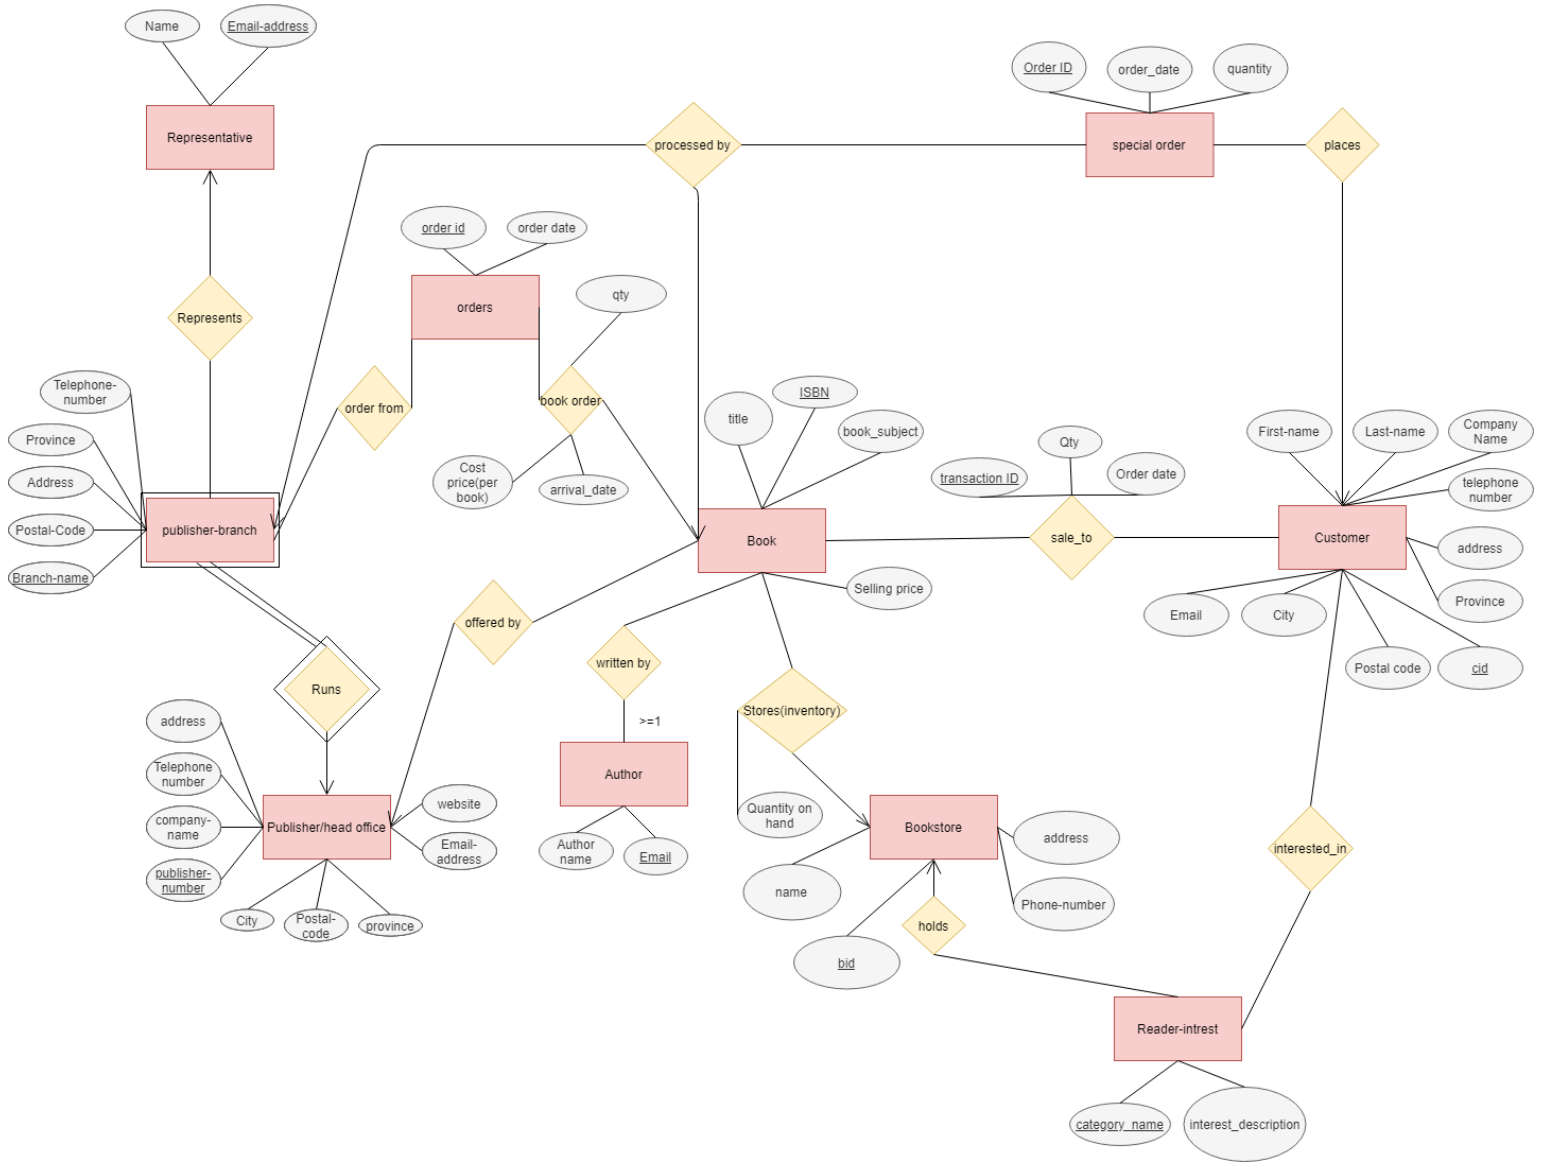 Name
Email-address
Representative
Represents
processed by
Order ID
order_date
quantity
special order
places
order id
order date
orders
qty
order from
book order
Cost
price(per
book)
arrival_date
Telephone-
number
Province
Address
Postal-Code
Branch-name
publisher-branch
title
ISBN
book_subject
Book
Selling price
transaction ID
Qty
Order date
sale_to
First-name
Last-name
Company
Name
telephone
number
Customer
address
Province
Email
City
Postal code
cid
offered by
written by
>=1
Author
Author
name
Email
Stores(inventory)
Quantity on
hand
Runs
address
Telephone
number
company-
name
publisher-
number
Publisher/head office
website
Email-
address
City
Postal-
code
province
Bookstore
address
Phone-number
name
bid
holds
interested_in
Reader-intrest
category_name
interest_description